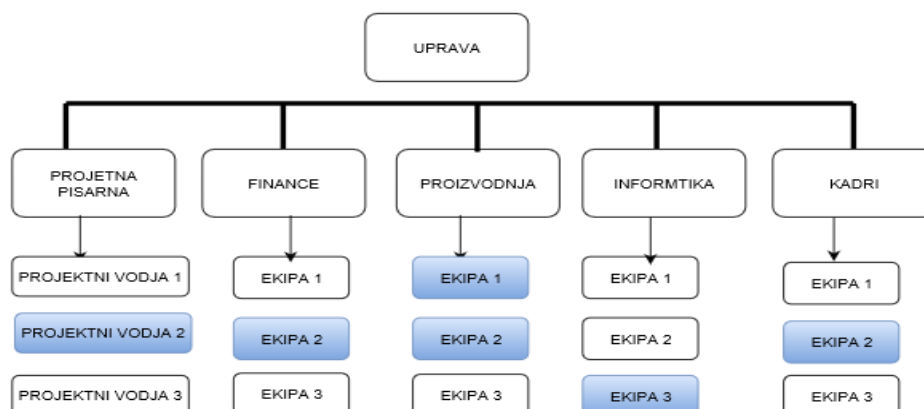 UPRAVA
PROJETNA
PISARNA
FINANCE
PROIZVODNJA
INFORMTIKA
KADRI
PROJEKTNI VODJA 1
EKIPA 1
EKIPA 1
EKIPA 1
EKIPA 1
PROJEKTNI VODJA 2
EKIPA 2
EKIPA 2
EKIPA 2
EKIPA 2
PROJEKTNI VODJA 3
EKIPA 3
EKIPA 3
EKIPA 3
EKIPA 3